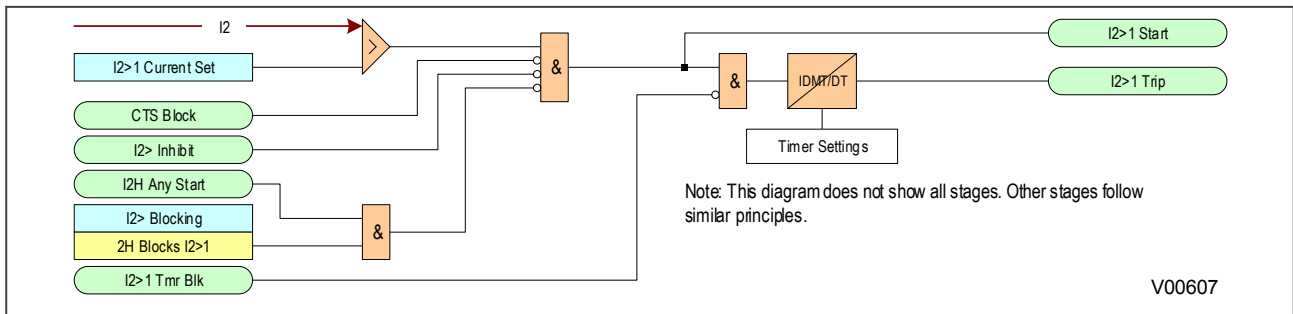 I2
I2>1 Start
>
I2>1 Current Set
&
&
IDMT/DT
I2>1 Trip
CTS Block
I2> Inhibit
Timer Settings
I2H Any Start
Note: This diagram does not show all stages. Other stages follow
similar principles.
I2> Blocking
&
2H Blocks I2>1
I2>1 Tmr Blk
V00607